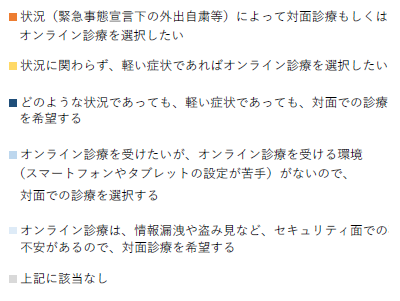 状況（緊急事態宣言下の外出自粛等）によって対面診療もしくは
オンライン診療を選択したい
状況に関わらず、軽い症状であればオンライン診療を選択したい
どのような状況であっても、軽い症状であっても、対面での診療
を希望する
オンライン診療を受けたいが、オンライン診療を受ける環境
（スマートフォンやタブレットの設定が苦手）がないので、
対面での診療を選択する
オンライン診療は、情報漏洩や盗み見など、セキュリティ面での
不安があるので、対面診療を希望する
上記に該当なし